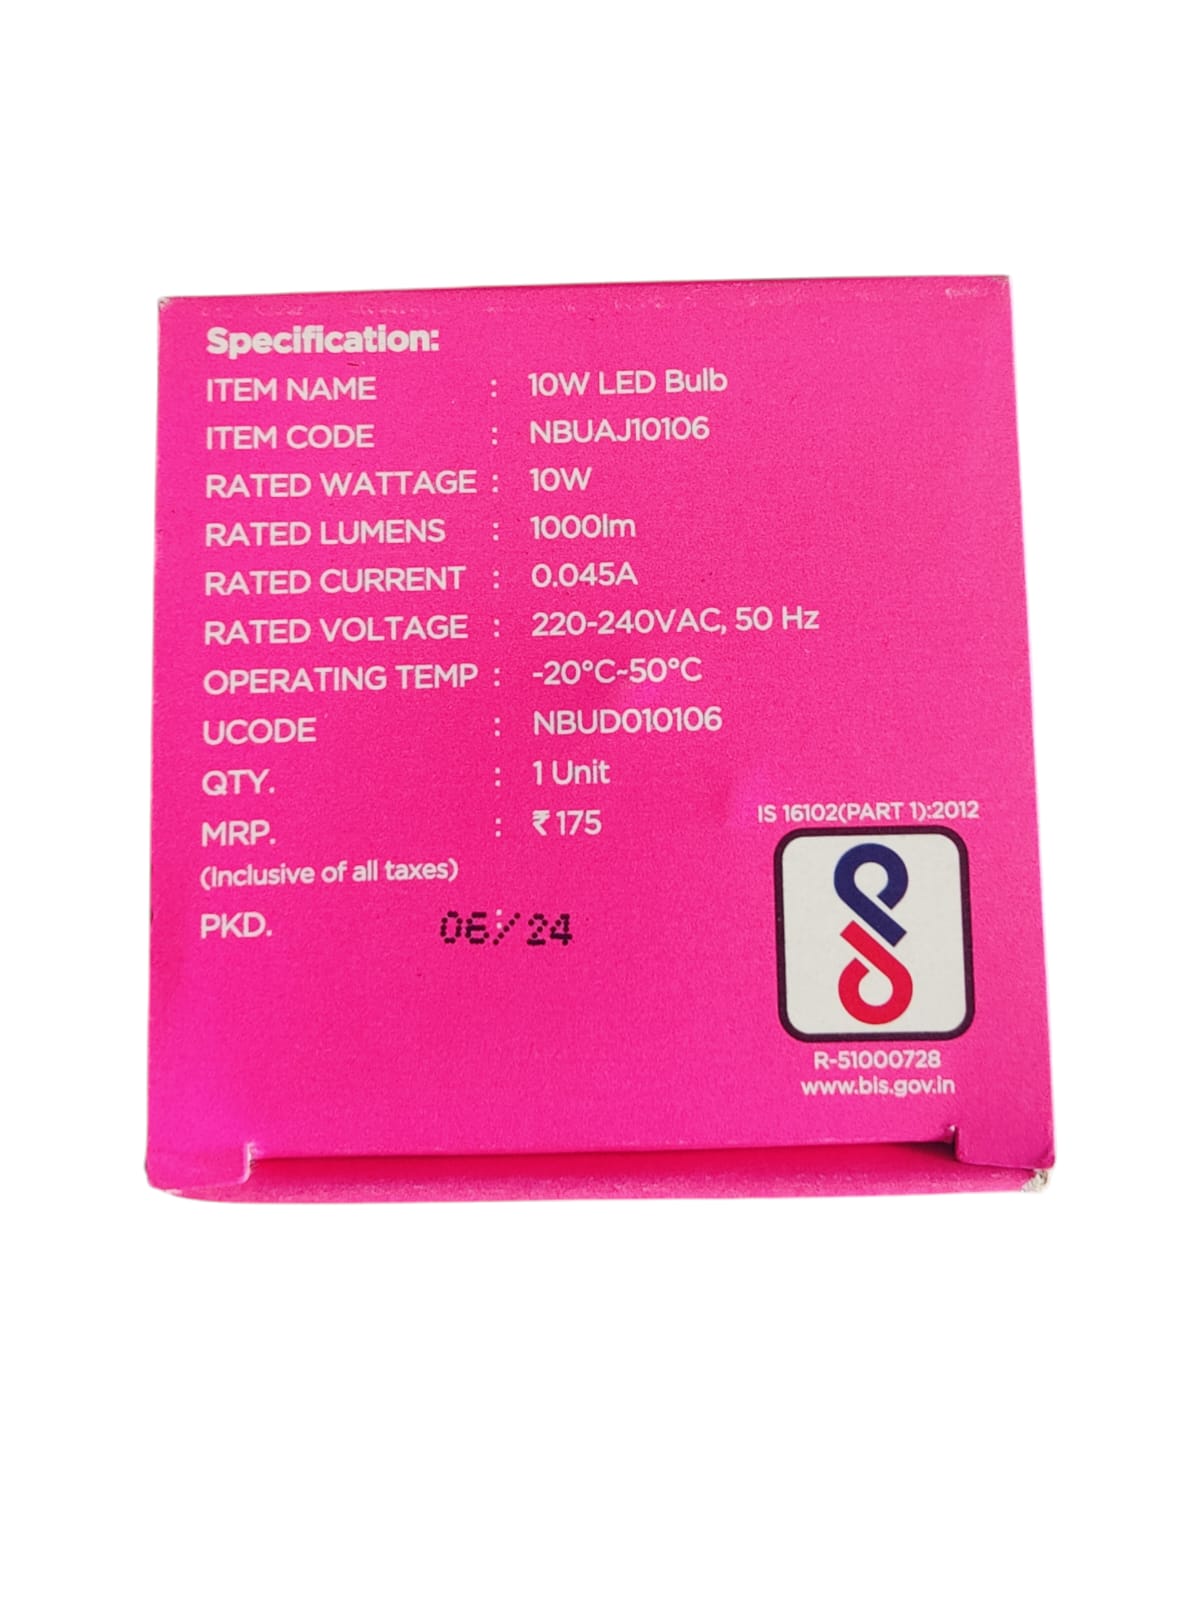 Specification:
ITEM NAME : 10W LED Bulb
ITEM CODE : NBUAJ10106
RATED WATTAGE : 10W
RATED LUMENS : 1000lm
RATED CURRENT : 0.045A
RATED VOLTAGE : 220-240VAC, 50 Hz
OPERATING TEMP : -20°C~50°C
UCODE : NBUD010106
QTY. : 1 Unit
MRP. : ₹ 175
(Inclusive of all taxes)
PKD. : 06/24
IS 16102(PART 1):2012
R-51000728
www.bis.gov.in